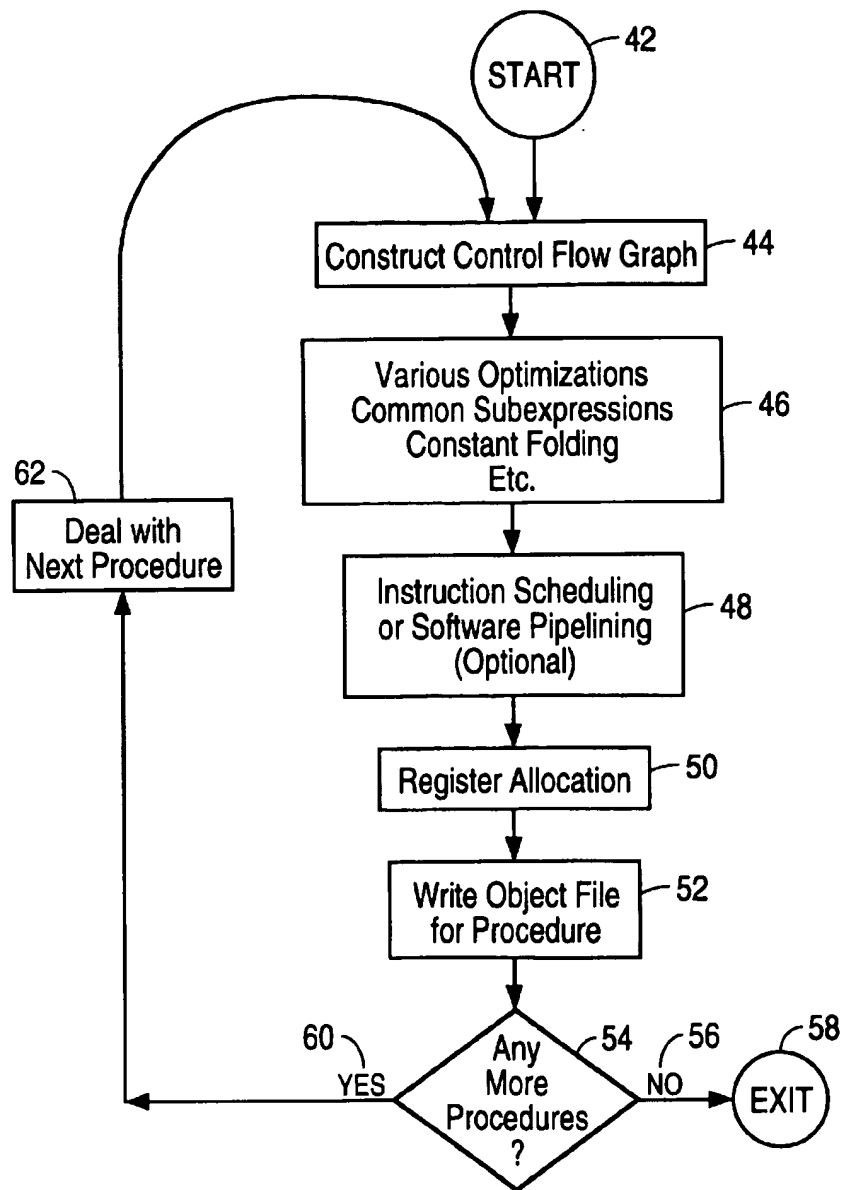 42
START
Construct Control Flow Graph
44
Various Optimizations
Common Subexpressions
Constant Folding
Etc.
46
62
Deal with
Next Procedure
Instruction Scheduling
or Software Pipelining
(Optional)
48
Register Allocation
50
Write Object File
for Procedure
52
Any
More
Procedures
?
54
60
YES
56
NO
58
EXIT